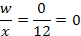 w/x = 0/12 = 0